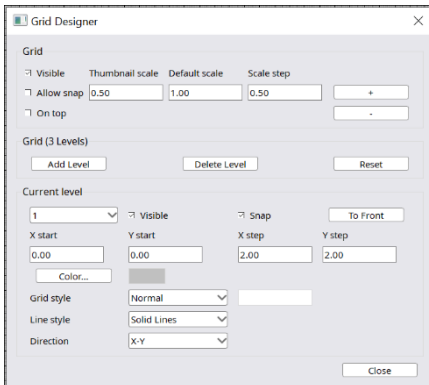 Grid Designer
Grid
Visible Thumbnail scale Default scale Scale step
Allow snap 0.50 1.00 0.50 +
On top -
Grid (3 Levels)
Add Level Delete Level Reset
Current level
1 Visible Snap To Front
X start Y start X step Y step
0.00 0.00 2.00 2.00
Color...
Grid style Normal
Line style Solid Lines
Direction X-Y
Close